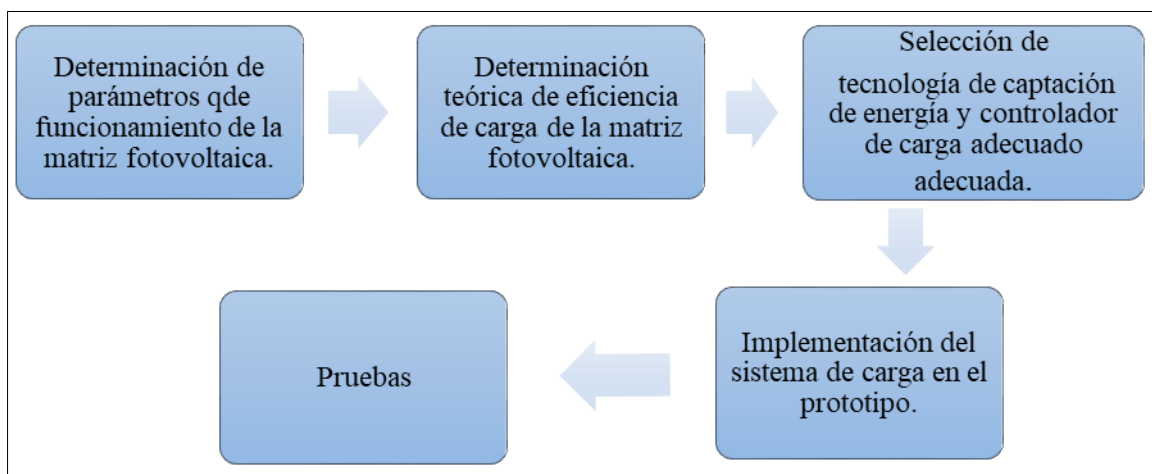 Determinación de
parámetros qde
funcionamiento de la
matriz fotovoltaica.
Determinación
teórica de eficiencia
de carga de la matriz
fotovoltaica.
Selección de
tecnología de captación
de energía y controlador
de carga adecuado
adecuada.
Implementación del
sistema de carga en el
prototipo.
Pruebas